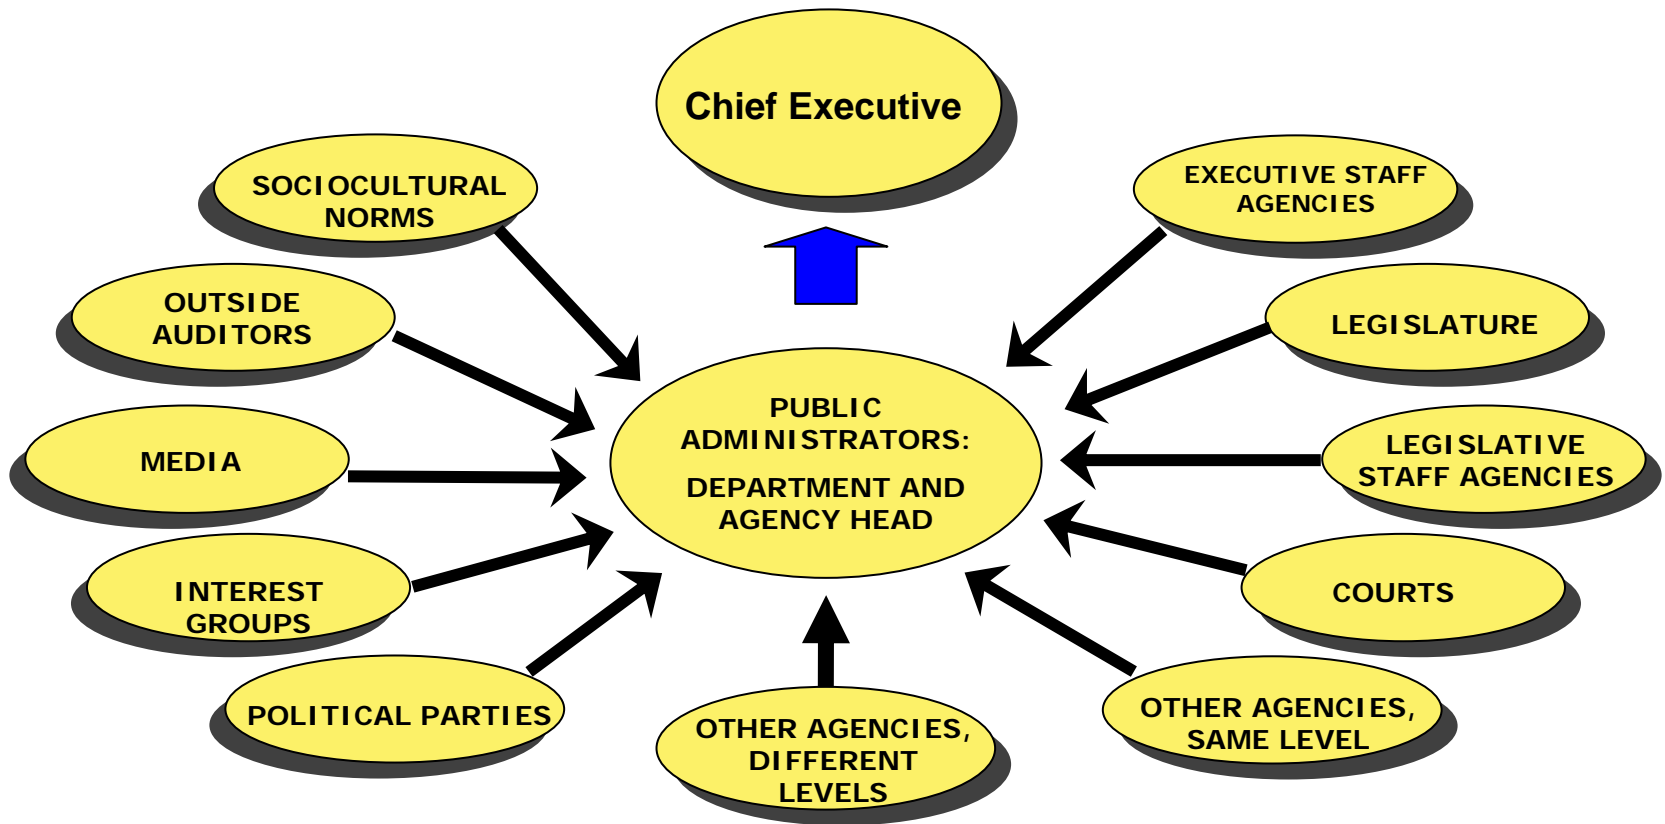 Chief Executive
SOCIOCULTURAL
NORMS
EXECUTIVE STAFF
AGENCIES
OUTSIDE
AUDITORS
LEGISLATURE
PUBLIC
ADMINISTRATORS:
DEPARTMENT AND
AGENCY HEAD
MEDIA
LEGISLATIVE
STAFF AGENCIES
INTEREST
GROUPS
COURTS
POLITICAL PARTIES
OTHER AGENCIES,
DIFFERENT
LEVELS
OTHER AGENCIES,
SAME LEVEL